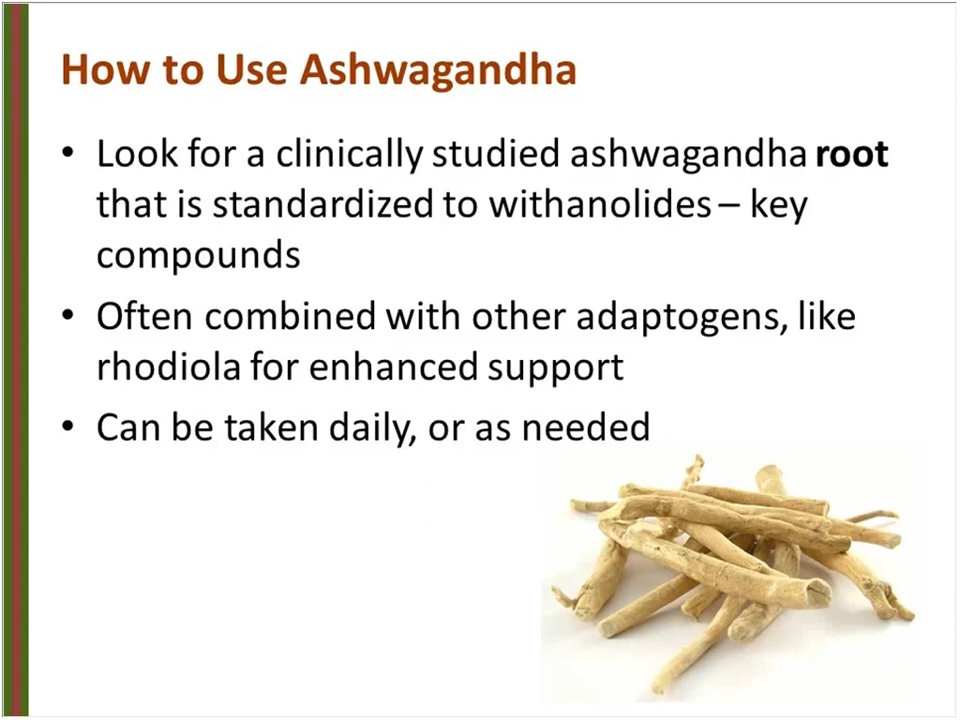 How to Use Ashwagandha
• Look for a clinically studied ashwagandha root
that is standardized to withanolides – key
compounds
• Often combined with other adaptogens, like
rhodiola for enhanced support
• Can be taken daily, or as needed